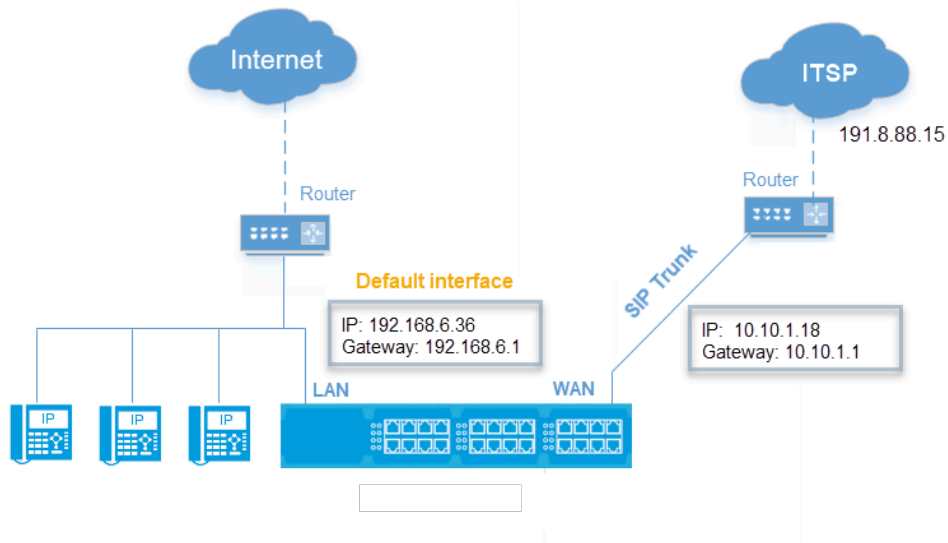 Internet
ITSP
191.8.88.15
Router
Router
Default interface
SIP Trunk
IP: 192.168.6.36
Gateway: 192.168.6.1
IP: 10.10.1.18
Gateway: 10.10.1.1
LAN
WAN
IP
IP
IP